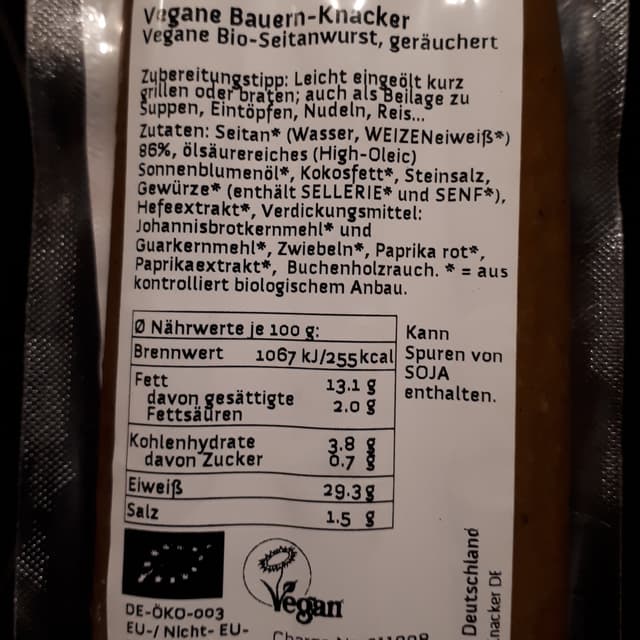 Vegane Bauern-Knacker
Vegane Bio-Seitanwurst, geräuchert
Zubereitungstipp: Leicht eingeölt kurz
grillen oder braten; auch als Beilage zu
Suppen, Eintöpfen, Nudeln, Reis...
Zutaten: Seitan* (Wasser, WEIZENeiweiß*)
86%, ölsäurereiches (High-Oleic)
Sonnenblumenöl*, Kokosfett*, Steinsalz,
Gewürze* (enthält SELLERIE* und SENF*),
Hefeextrakt*, Verdickungsmittel:
Johannisbrotkernmehl* und
Guarkernmehl*, Zwiebeln*, Paprika rot*,
Paprikaextrakt*, Buchenholzrauch. * = aus
kontrolliert biologischem Anbau.
Ø Nährwerte je 100 g:
Brennwert 1067 kJ/255kcal
Fett 13.1 g
davon gesättigte
Fettsäuren 2.0 g
Kohlenhydrate 3.8 g
davon Zucker 0.7 g
Eiweiß 29.3g
Salz 1.5 g
Kann
Spuren von
SOJA
enthalten.
DE-ÖKO-003
EU-/ Nicht- EU-
Vegan
Deutschland
nacker DE